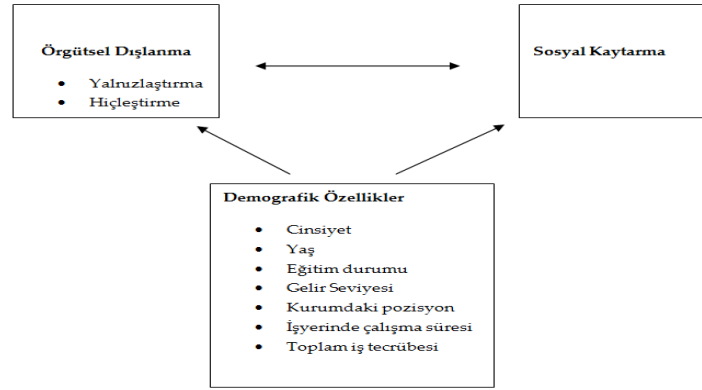 Örgütsel Dışlanma
• Yalnızlaştırma
• Hiçleştirme
Sosyal Kaytarma
Demografik Özellikler
• Cinsiyet
• Yaş
• Eğitim durumu
• Gelir Seviyesi
• Kurumdaki pozisyon
• İşyerinde çalışma süresi
• Toplam iş tecrübesi